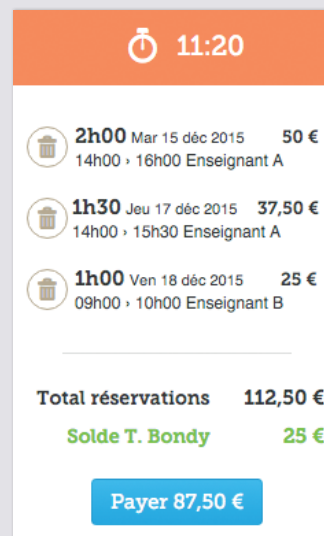 11:20
2h00 Mar 15 déc 2015 50 €
14h00 › 16h00 Enseignant A
1h30 Jeu 17 déc 2015 37,50 €
14h00 › 15h30 Enseignant A
1h00 Ven 18 déc 2015 25 €
09h00 › 10h00 Enseignant B
Total réservations 112,50 €
Solde T. Bondy 25 €
Payer 87,50 €